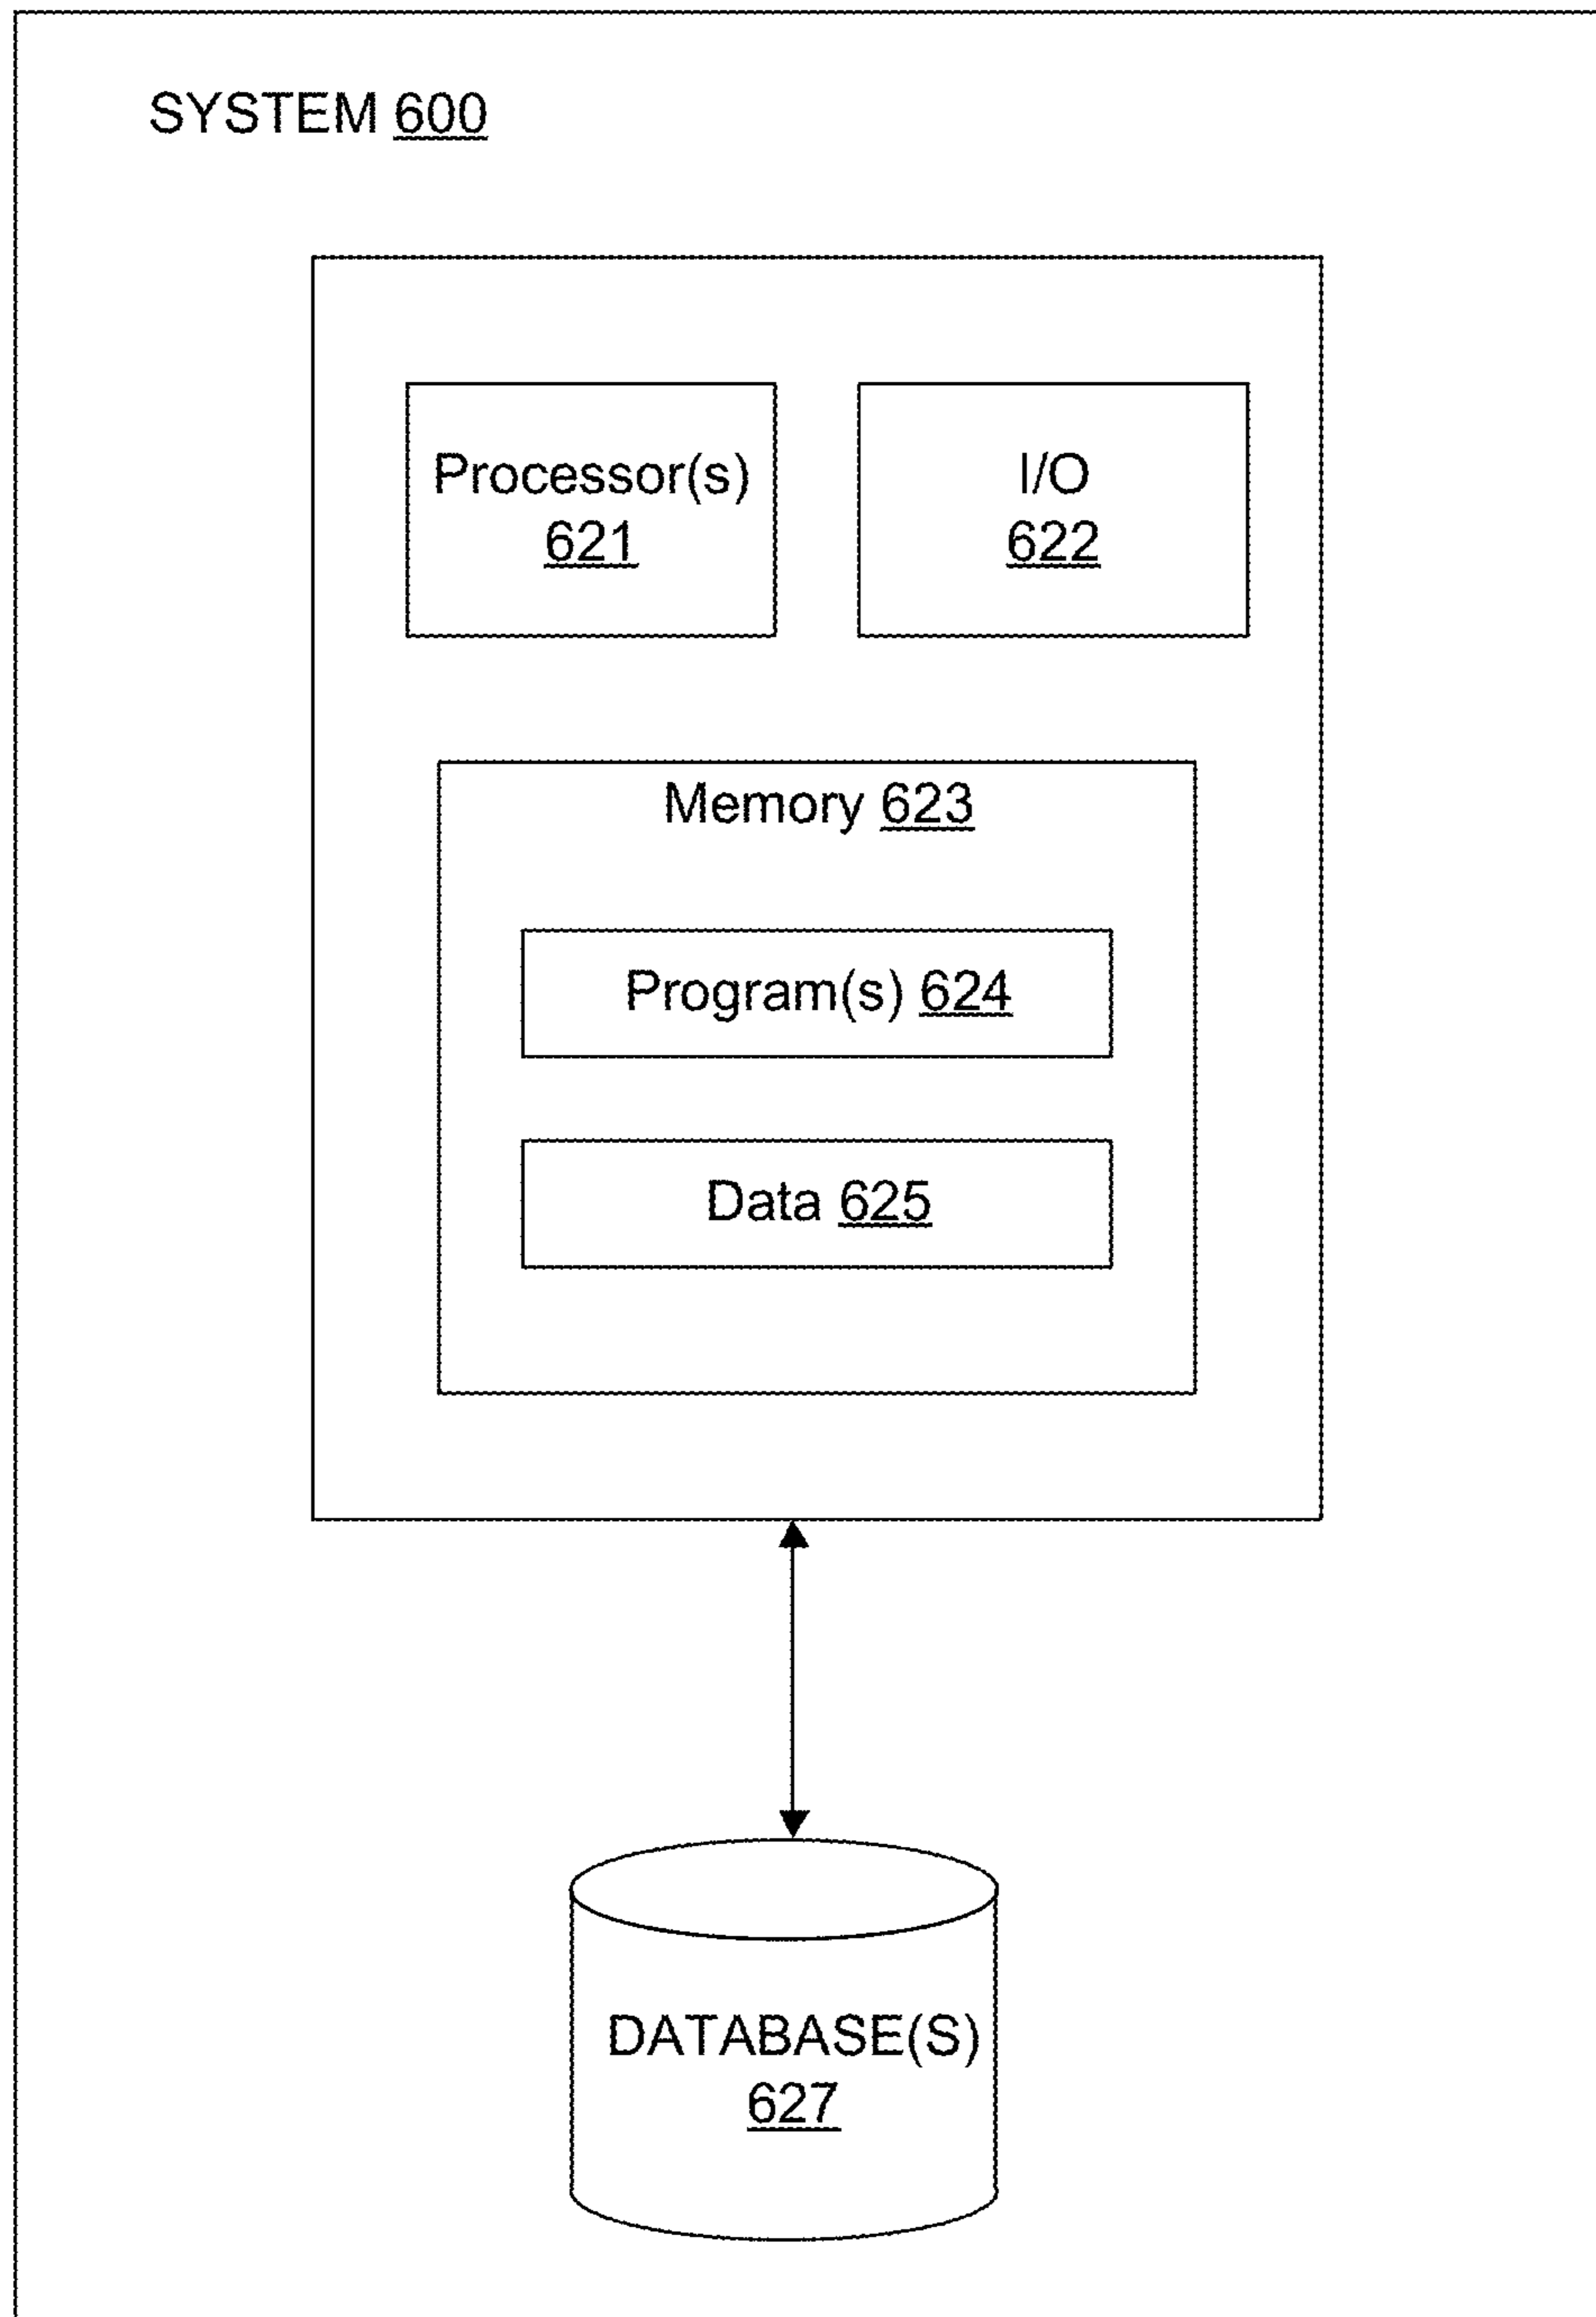 SYSTEM 600
Processor(s)
621
I/O
622
Memory 623
Program(s) 624
Data 625
DATABASE(S)
627